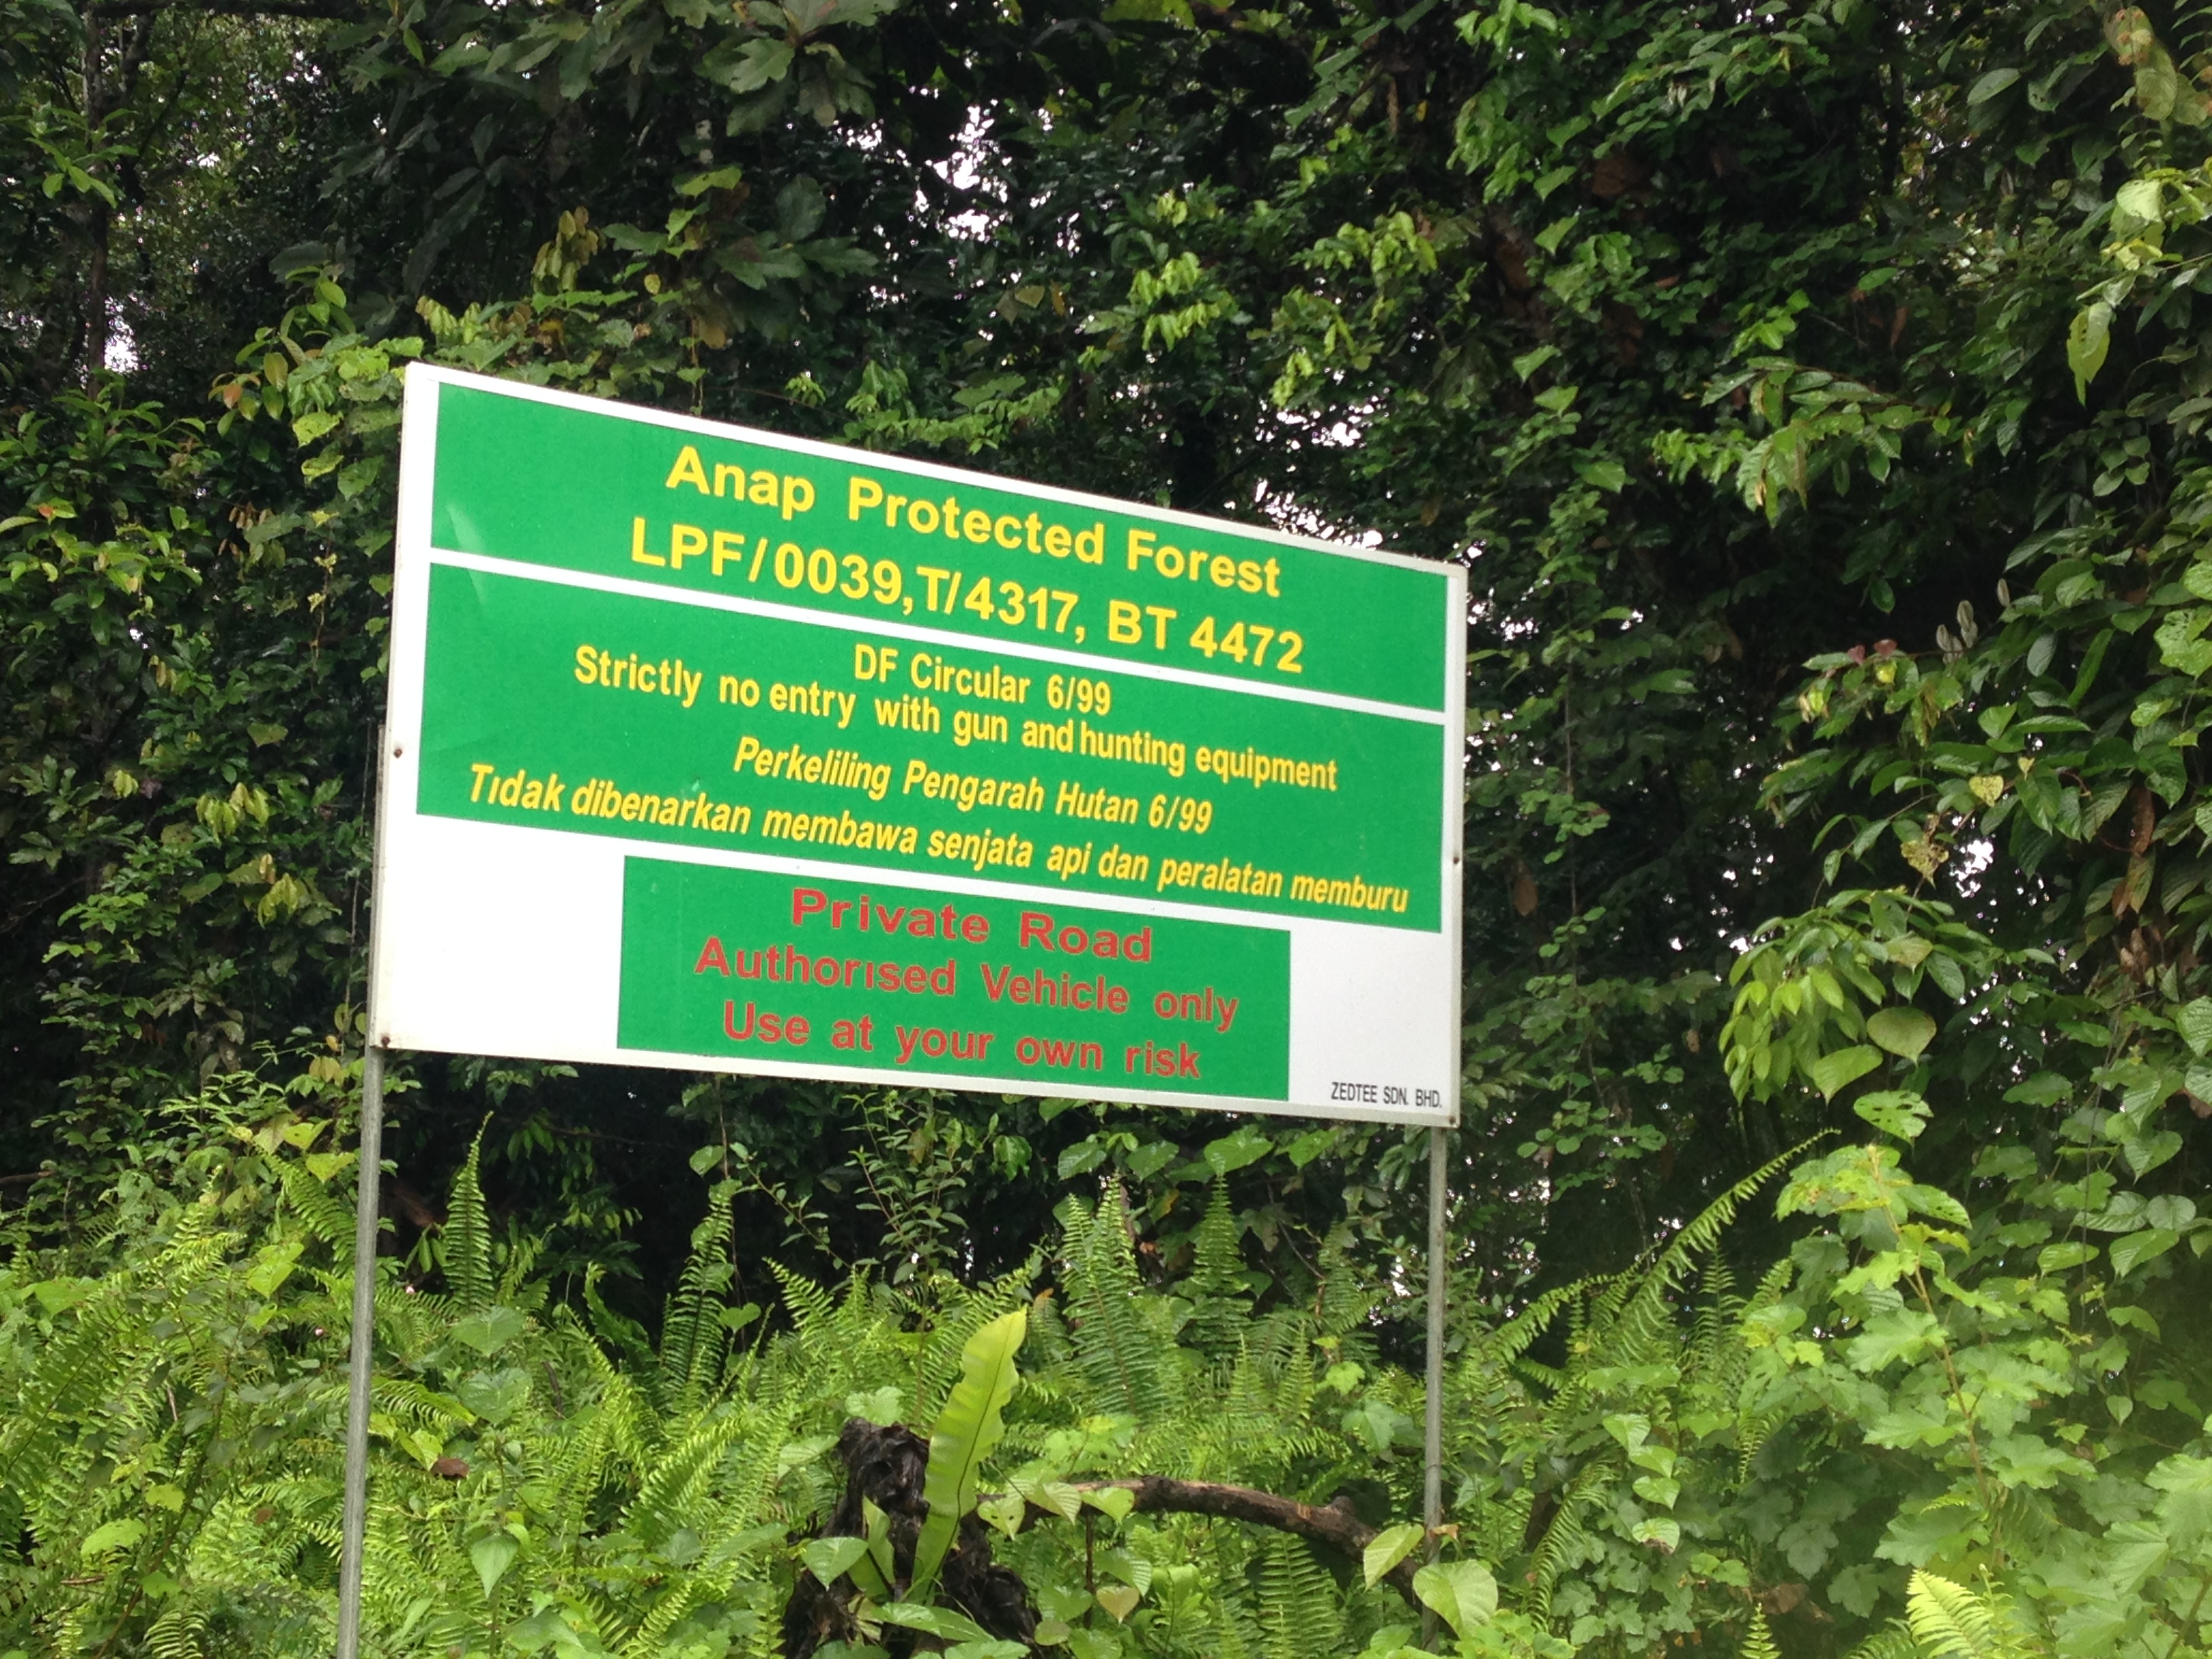 Anap Protected Forest
LPF/0039,T/4317, BT 4472
DF Circular 6/99
Strictly no entry with gun and hunting equipment
Perkeliling Pengarah Hutan 6/99
Tidak dibenarkan membawa senjata api dan peralatan memburu
Private Road
Authorised Vehicle only
Use at your own risk
ZEDTEE SDN. BHD.